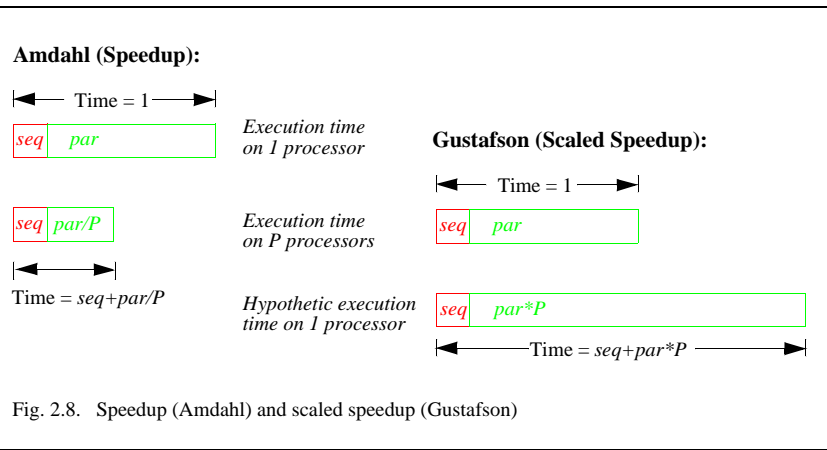 Amdahl (Speedup):
Time = 1
seq par
Execution time
on 1 processor
Gustafson (Scaled Speedup):
Time = 1
seq par/P
Execution time
on P processors
seq par
Time = seq+par/P
Hypothetic execution
time on 1 processor
seq par*P
Time = seq+par*P
Fig. 2.8. Speedup (Amdahl) and scaled speedup (Gustafson)